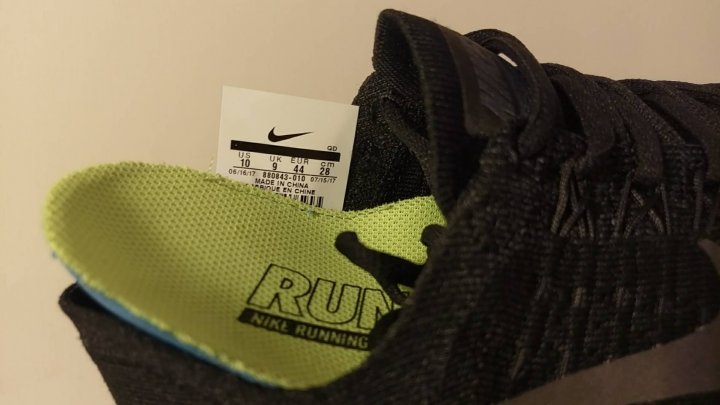 QD
US UK EUR cm
10 9 44 28
06/16/17 880843-010 07/15/17
MADE IN CHINA
FABRIQUE EN CHINE
RUN
NIKE RUNNING